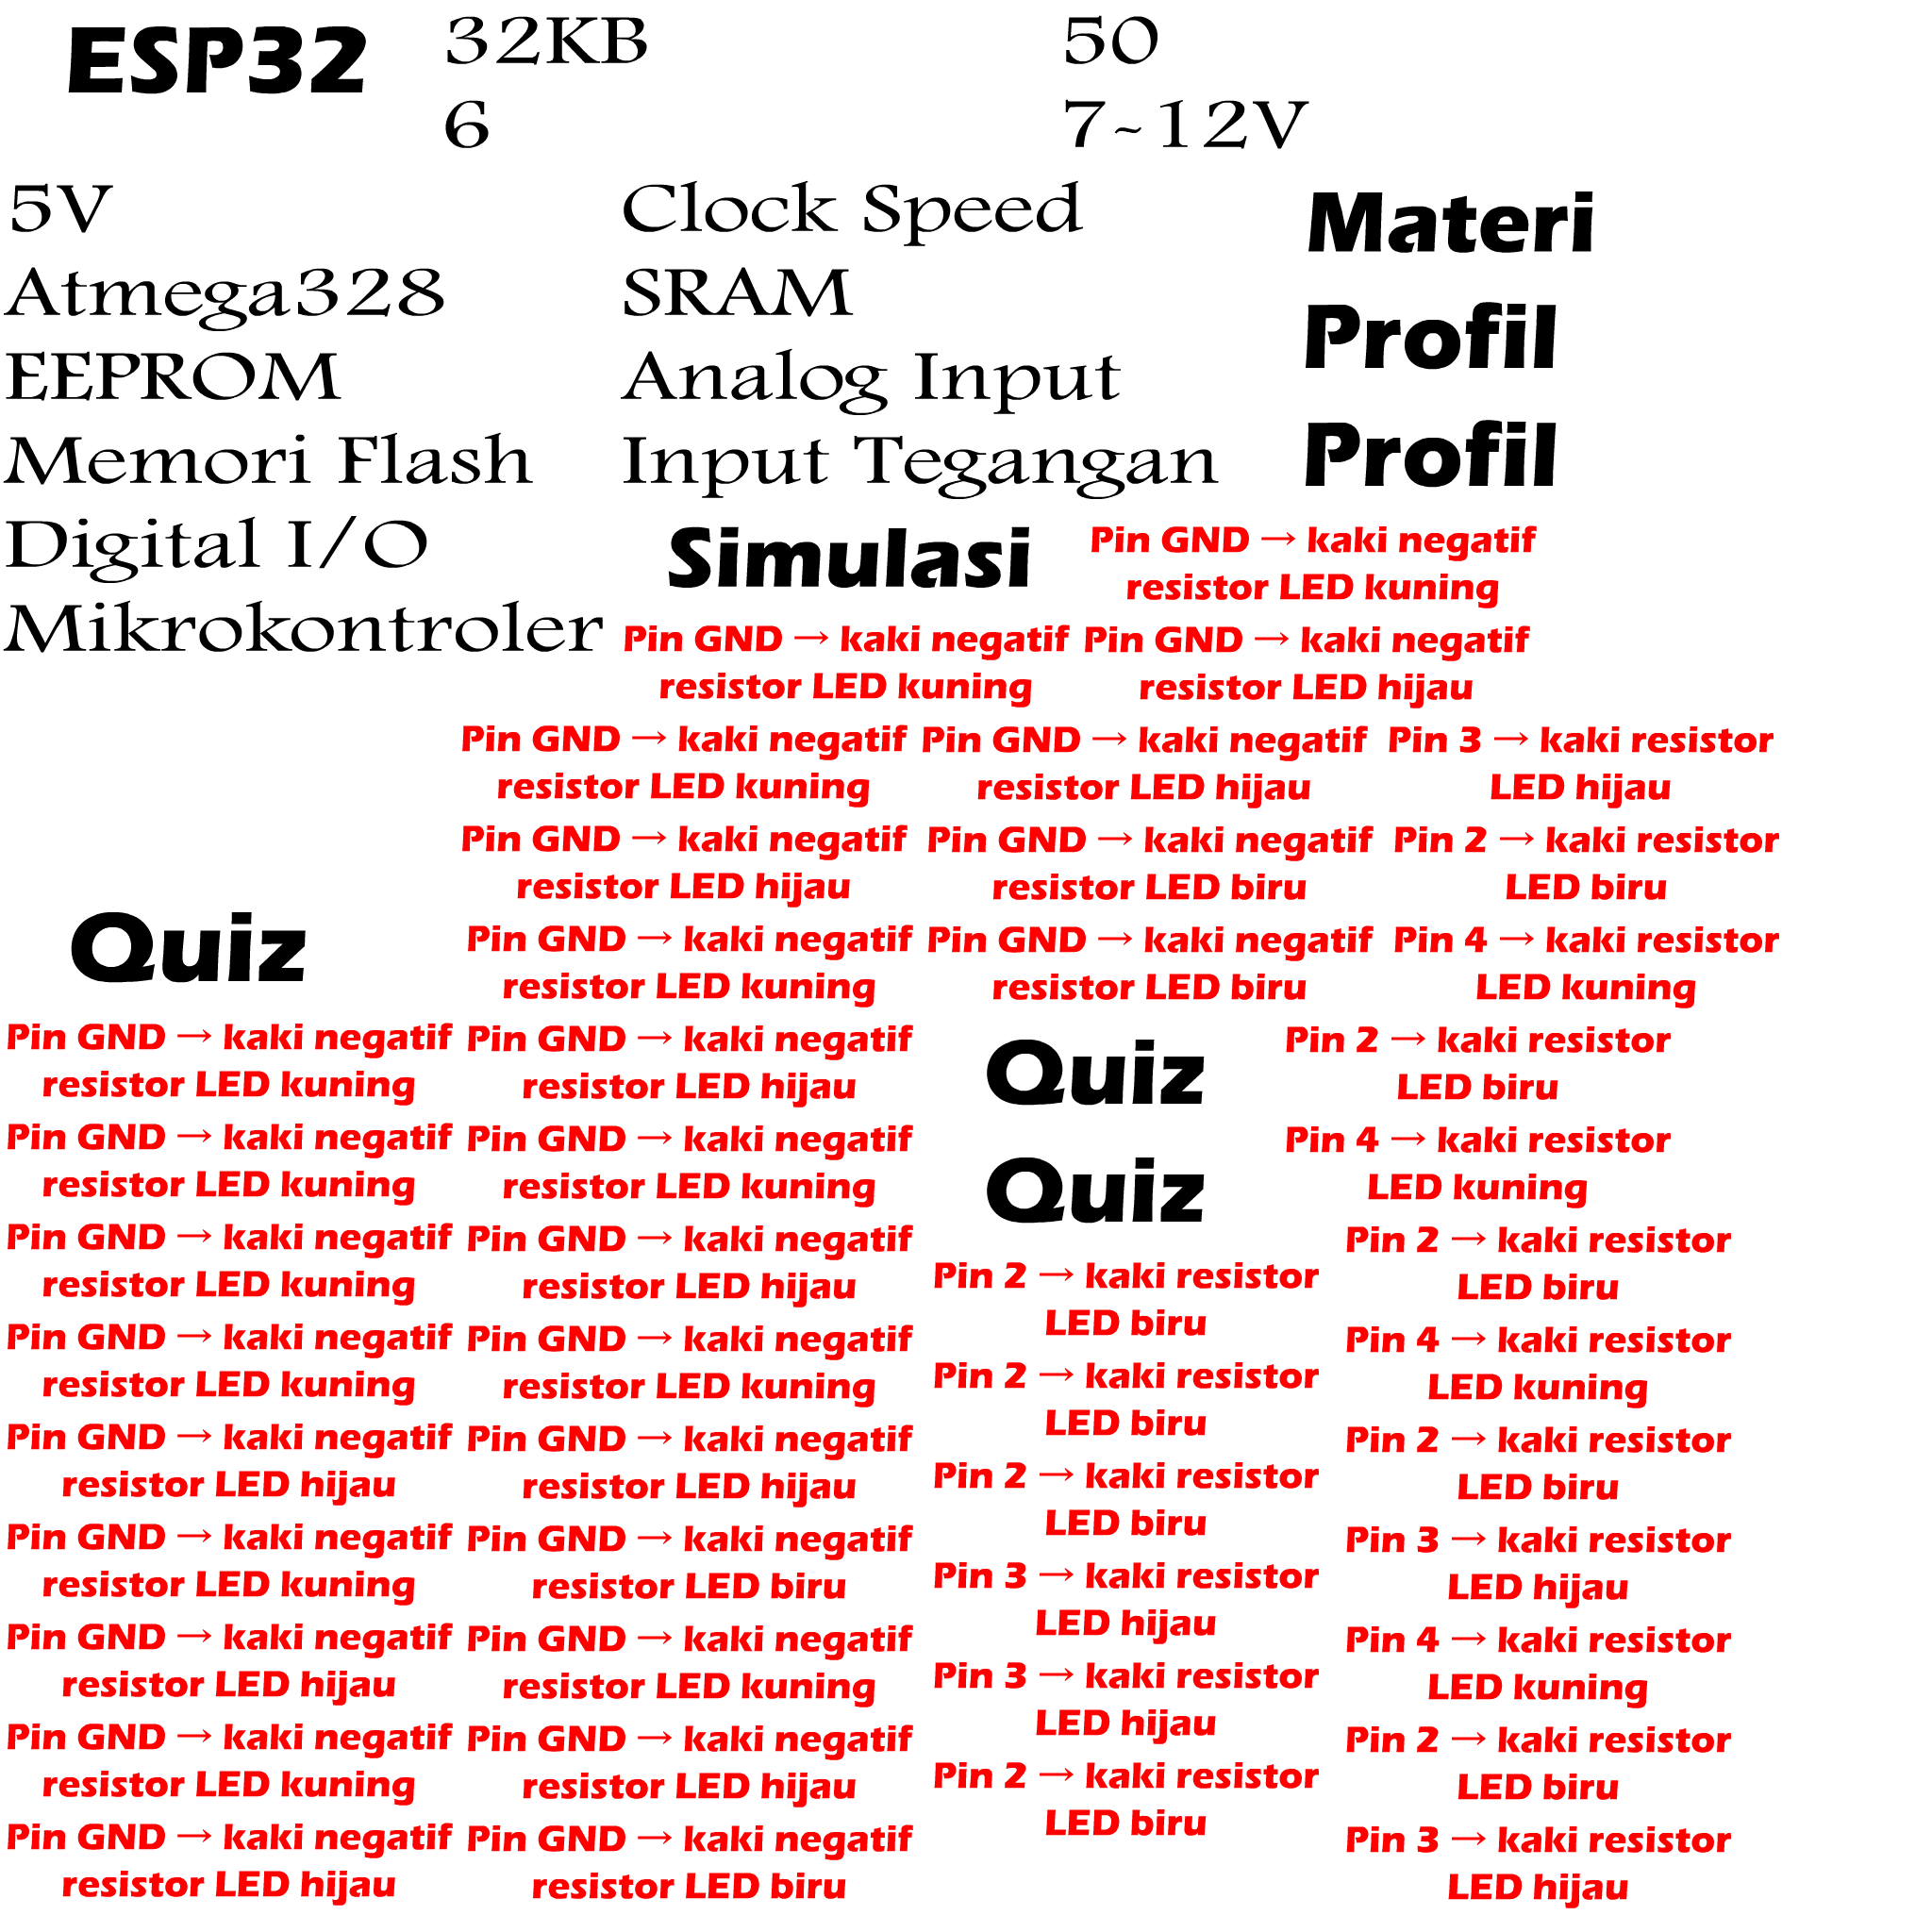 ESP32
32KB
50
6
7~12V
5V
Clock Speed
Materi
Atmega328
SRAM
Profil
EEPROM
Analog Input
Memori Flash
Input Tegangan
Profil
Digital I/O
Simulasi
Pin GND → kaki negatif
resistor LED kuning
Mikrokontroler
Pin GND → kaki negatif
resistor LED kuning
Pin GND → kaki negatif
resistor LED hijau
Pin GND → kaki negatif
resistor LED kuning
Pin GND → kaki negatif
resistor LED hijau
Pin 3 → kaki resistor
LED hijau
Pin GND → kaki negatif
resistor LED hijau
Pin GND → kaki negatif
resistor LED biru
Pin 2 → kaki resistor
LED biru
Quiz
Pin GND → kaki negatif
resistor LED kuning
Pin GND → kaki negatif
resistor LED biru
Pin 4 → kaki resistor
LED kuning
Pin GND → kaki negatif
resistor LED kuning
Pin GND → kaki negatif
resistor LED kuning
Pin GND → kaki negatif
resistor LED kuning
Pin GND → kaki negatif
resistor LED kuning
Pin GND → kaki negatif
resistor LED hijau
Pin GND → kaki negatif
resistor LED kuning
Pin GND → kaki negatif
resistor LED hijau
Pin GND → kaki negatif
resistor LED kuning
Pin GND → kaki negatif
resistor LED hijau
Pin GND → kaki negatif
resistor LED hijau
Pin GND → kaki negatif
resistor LED kuning
Pin GND → kaki negatif
resistor LED hijau
Pin GND → kaki negatif
resistor LED kuning
Pin GND → kaki negatif
resistor LED hijau
Pin GND → kaki negatif
resistor LED biru
Pin GND → kaki negatif
resistor LED kuning
Pin GND → kaki negatif
resistor LED hijau
Pin GND → kaki negatif
resistor LED biru
Quiz
Quiz
Pin 2 → kaki resistor
LED biru
Pin 2 → kaki resistor
LED biru
Pin 2 → kaki resistor
LED biru
Pin 3 → kaki resistor
LED hijau
Pin 3 → kaki resistor
LED hijau
Pin 2 → kaki resistor
LED biru
Pin 2 → kaki resistor
LED biru
Pin 4 → kaki resistor
LED kuning
Pin 2 → kaki resistor
LED biru
Pin 4 → kaki resistor
LED kuning
Pin 2 → kaki resistor
LED biru
Pin 3 → kaki resistor
LED hijau
Pin 4 → kaki resistor
LED kuning
Pin 2 → kaki resistor
LED biru
Pin 3 → kaki resistor
LED hijau